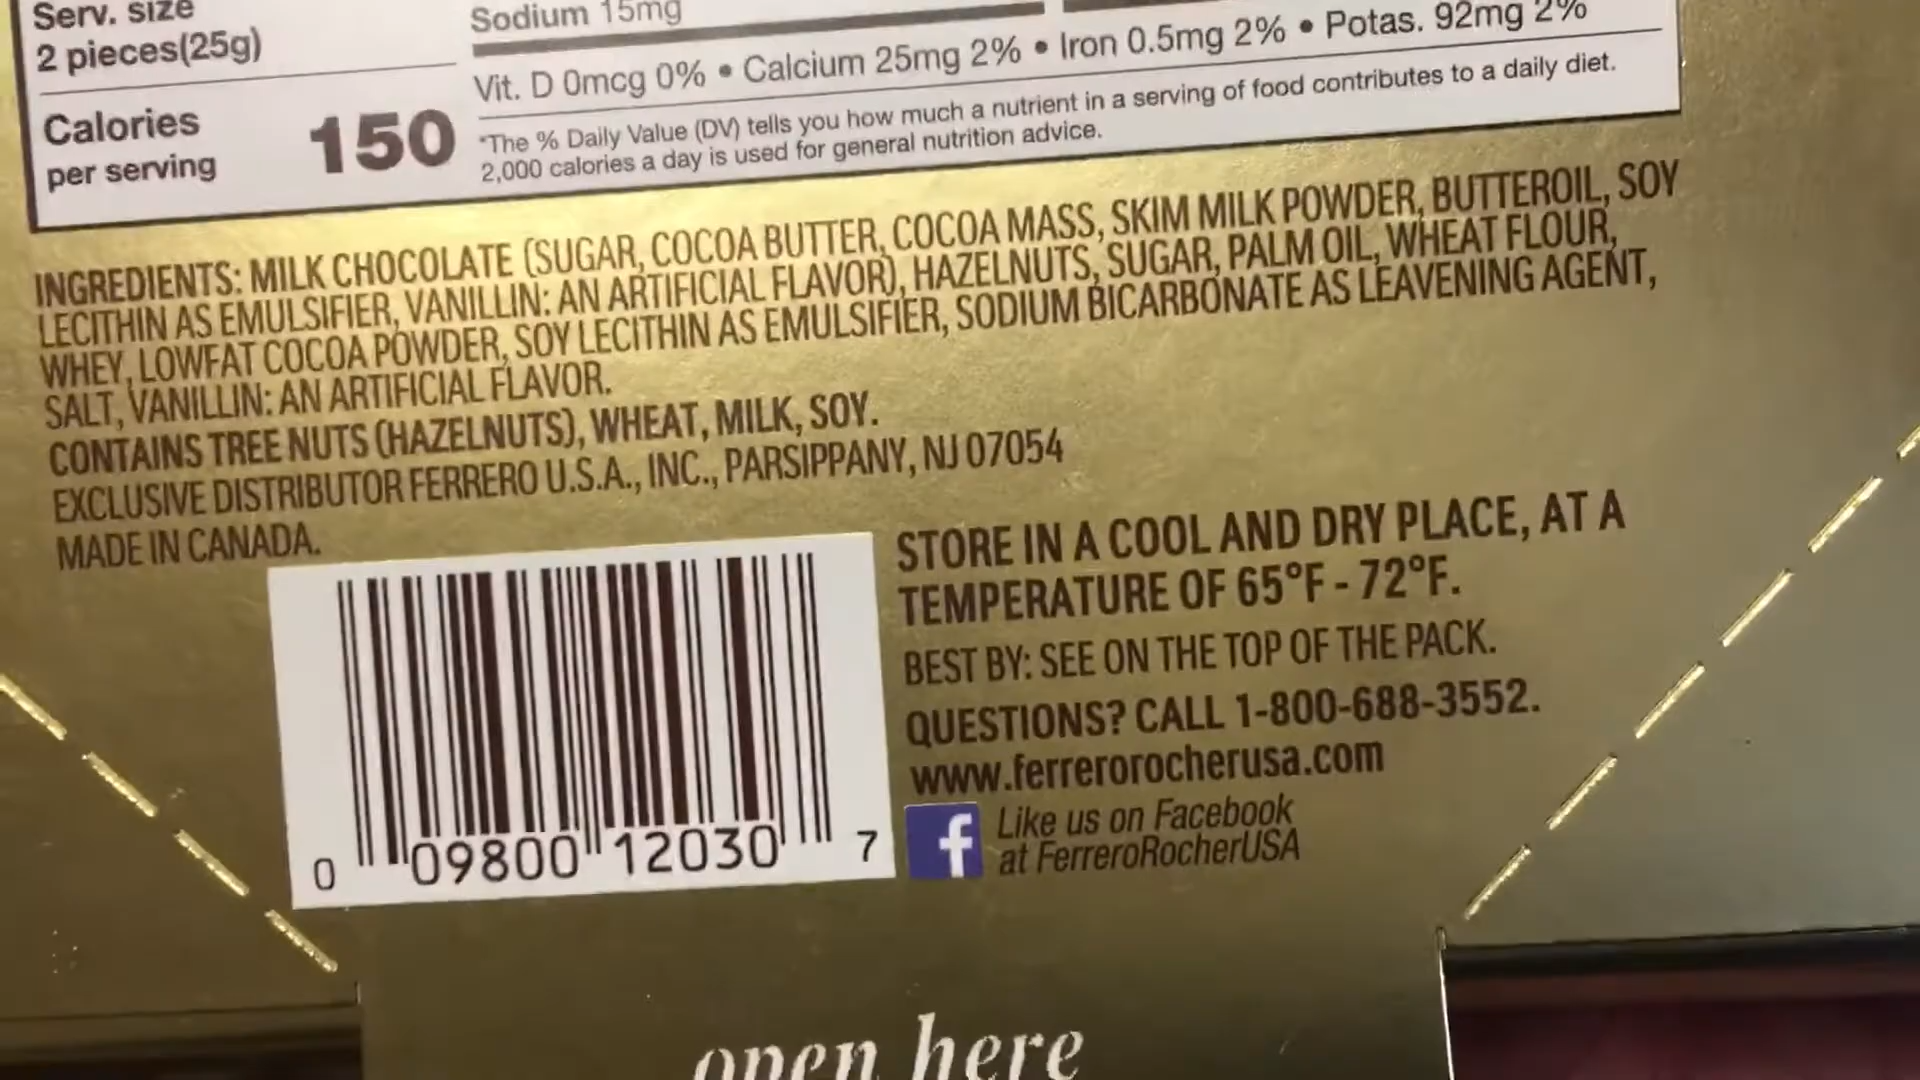 Serv. size
2 pieces(25g)
Calories
per serving
150
Sodium 15mg
Vit. D 0mcg 0% • Calcium 25mg 2% • Iron 0.5mg 2% • Potas. 92mg 2%
*The % Daily Value (DV) tells you how much a nutrient in a serving of food contributes to a daily diet.
2,000 calories a day is used for general nutrition advice.
INGREDIENTS: MILK CHOCOLATE (SUGAR, COCOA BUTTER, COCOA MASS, SKIM MILK POWDER, BUTTEROIL, SOY
LECITHIN AS EMULSIFIER, VANILLIN: AN ARTIFICIAL FLAVOR), HAZELNUTS, SUGAR, PALM OIL, WHEAT FLOUR,
WHEY, LOWFAT COCOA POWDER, SOY LECITHIN AS EMULSIFIER, SODIUM BICARBONATE AS LEAVENING AGENT,
SALT, VANILLIN: AN ARTIFICIAL FLAVOR.
CONTAINS TREE NUTS (HAZELNUTS), WHEAT, MILK, SOY.
EXCLUSIVE DISTRIBUTOR FERRERO U.S.A., INC., PARSIPPANY, NJ 07054
MADE IN CANADA.
0 09800 12030 7
STORE IN A COOL AND DRY PLACE, AT A
TEMPERATURE OF 65°F - 72°F.
BEST BY: SEE ON THE TOP OF THE PACK.
QUESTIONS? CALL 1-800-688-3552.
www.ferrerorocherusa.com
f
Like us on Facebook
at FerreroRocherUSA
open here